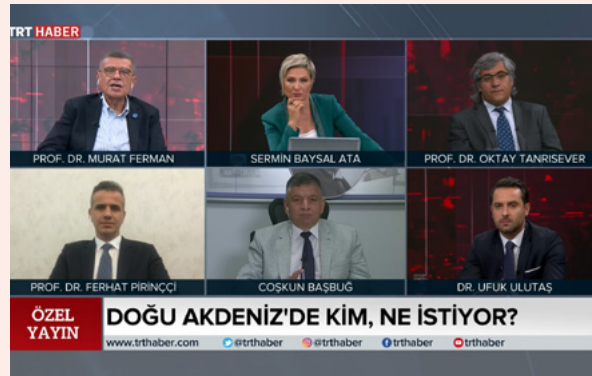 TRT HABER
PROF. DR. MURAT FERMAN
SERMIN BAYSAL ATA
PROF. DR. OKTAY TANRISEVER
PROF. DR. FERHAT PİRİNÇÇİ
COŞKUN BAŞBUĞ
DR. UFUK ULUTAŞ
ÖZEL
YAYIN
DOĞU AKDENİZ'DE KİM, NE İSTİYOR?
www.trthaber.com @trthaber @trthaber trthaber trthaber